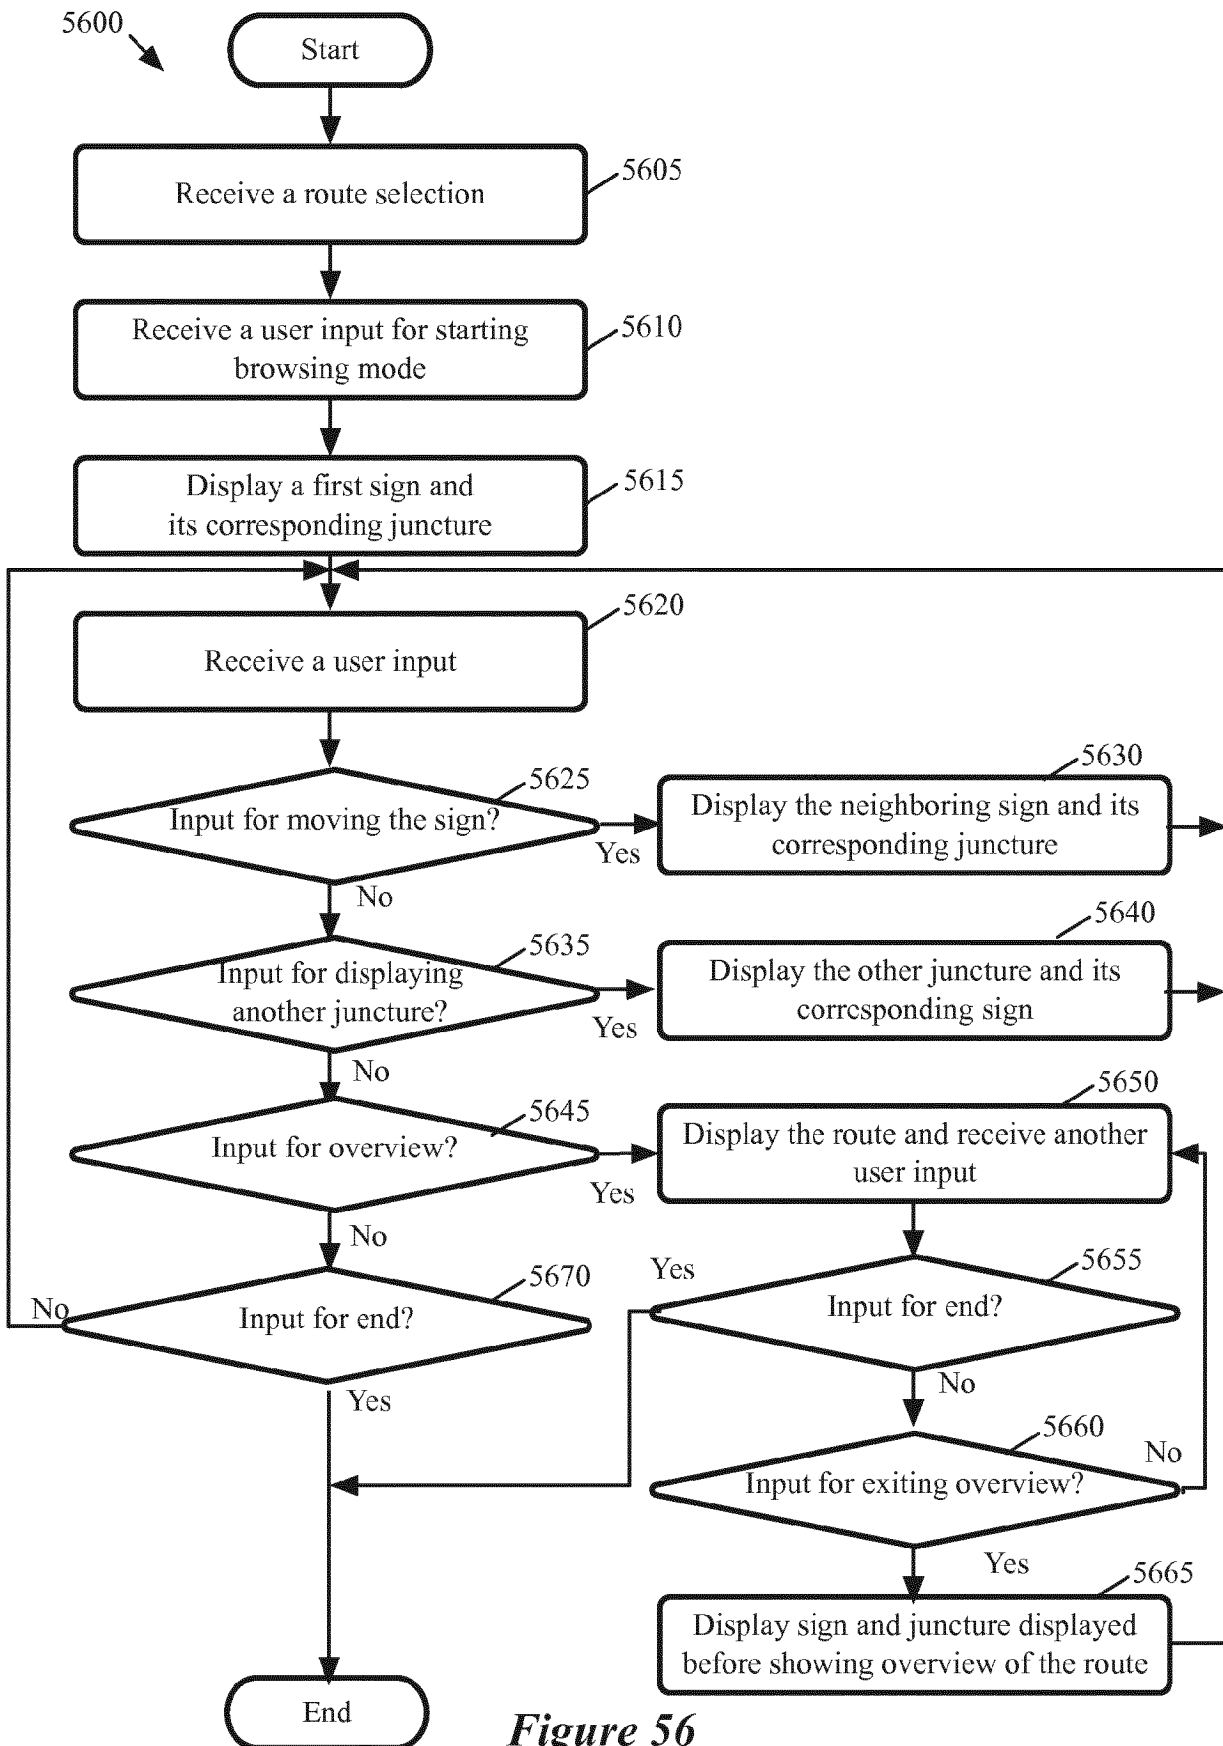 5600
Start
5605
Receive a route selection
5610
Receive a user input for starting
browsing mode
5615
Display a first sign and
its corresponding juncture
5620
Receive a user input
5625
Input for moving the sign?
Yes
No
5630
Display the neighboring sign and its
corresponding juncture
5635
Input for displaying
another juncture?
Yes
No
5640
Display the other juncture and its
corresponding sign
5645
Input for overview?
Yes
No
5650
Display the route and receive another
user input
5670
Input for end?
No
Yes
5655
Yes
Input for end?
No
5660
Input for exiting overview?
No
Yes
5665
Display sign and juncture displayed
before showing overview of the route
End
Figure 56